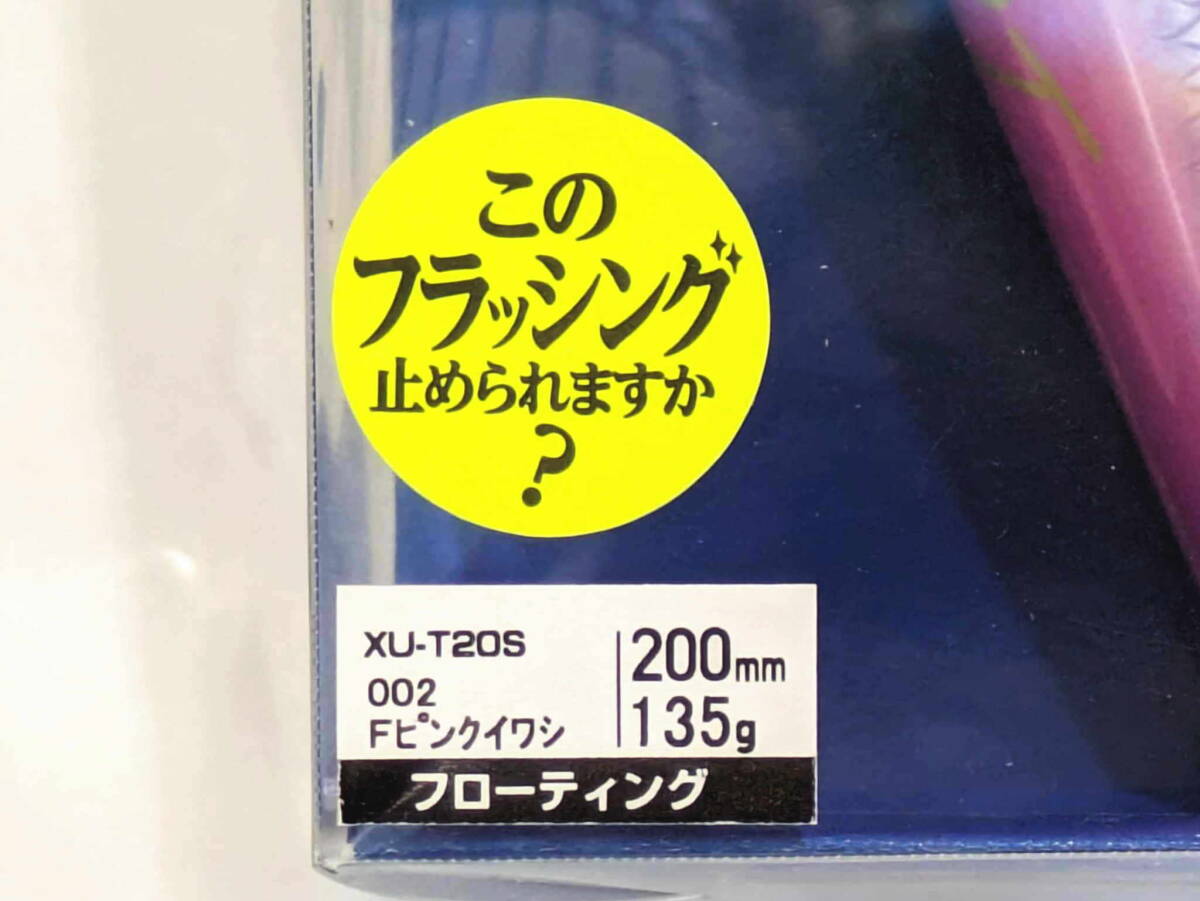 この
フラッシング
止められますか
?
XU-T20S
002
Fピンクイワシ
200mm
135g
フローティング